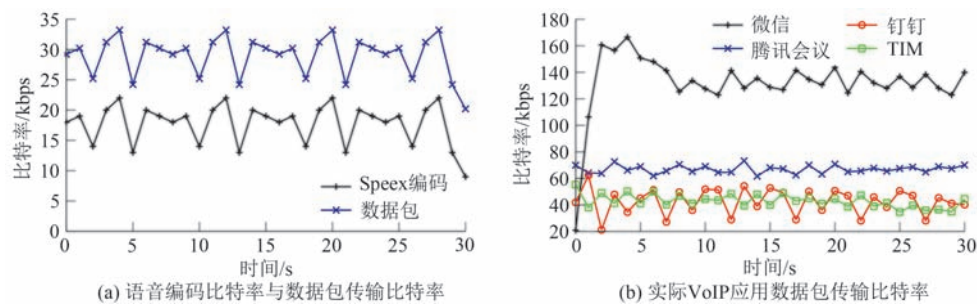 35
30
25
20
15
10
5
0
比特率/kbps
Speex编码
数据包
0 5 10 15 20 25 30
时间/s
(a) 语音编码比特率与数据包传输比特率
180
160
140
120
100
80
60
40
20
比特率/kbps
微信 钉钉
腾讯会议 TIM
0 5 10 15 20 25 30
时间/s
(b) 实际VoIP应用数据包传输比特率